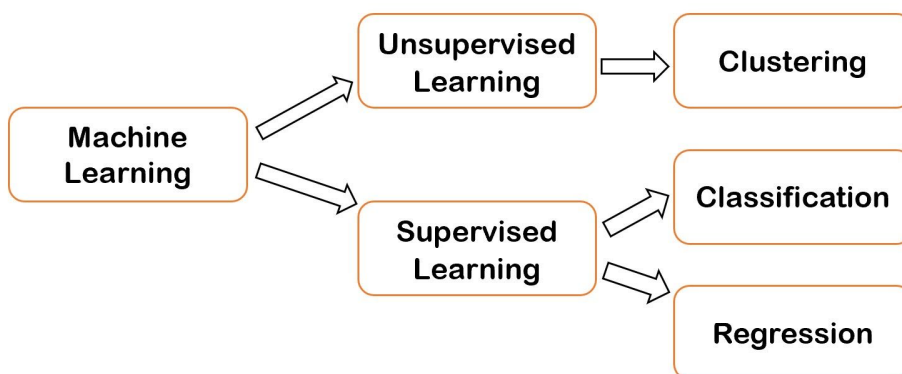 Machine
Learning
Unsupervised
Learning
Clustering
Supervised
Learning
Classification
Regression